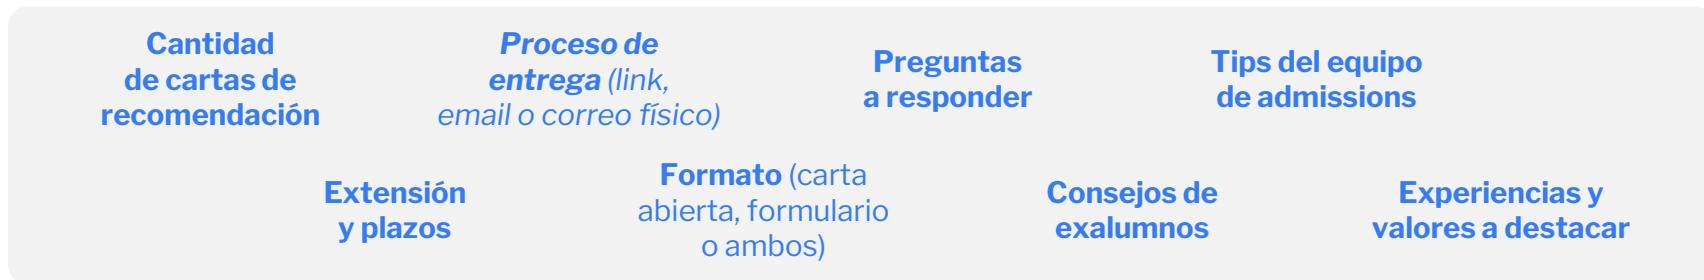 Cantidad
de cartas de
recomendación
Proceso de
entrega (link,
email o correo físico)
Preguntas
a responder
Tips del equipo
de admissions
Extensión
y plazos
Formato (carta
abierta, formulario
o ambos)
Consejos de
exalumnos
Experiencias y
valores a destacar